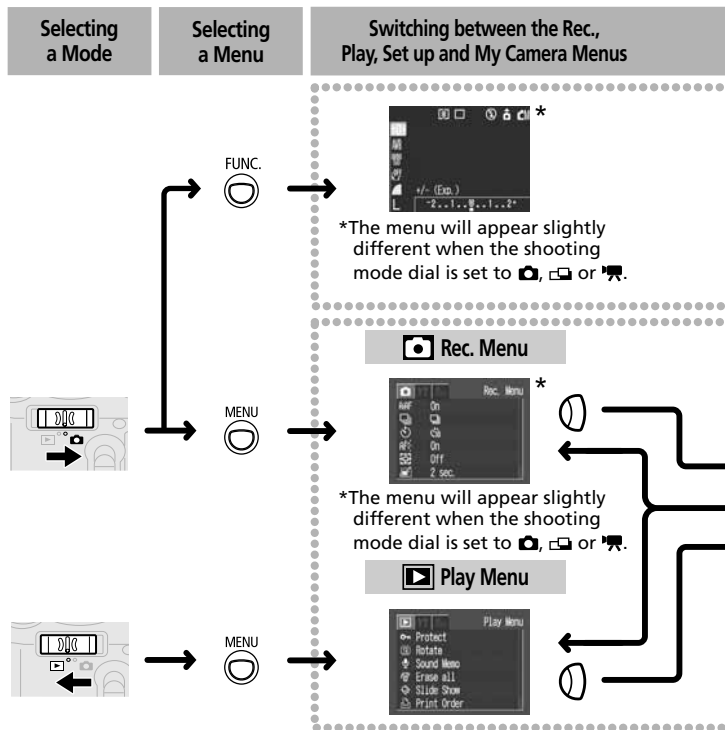 Selecting
a Mode
Selecting
a Menu
Switching between the Rec.,
Play, Set up and My Camera Menus
FUNC.
*
+/- (Exp.)
L
-2..1..0..1..2+
*The menu will appear slightly
different when the shooting
mode dial is set to , or .
Rec. Menu
MENU
Rec. Menu
*
On
On
Off
2 sec.
*The menu will appear slightly
different when the shooting
mode dial is set to , or .
Play Menu
MENU
Play Menu
Protect
Rotate
Sound Memo
Erase all
Slide Show
Print Order